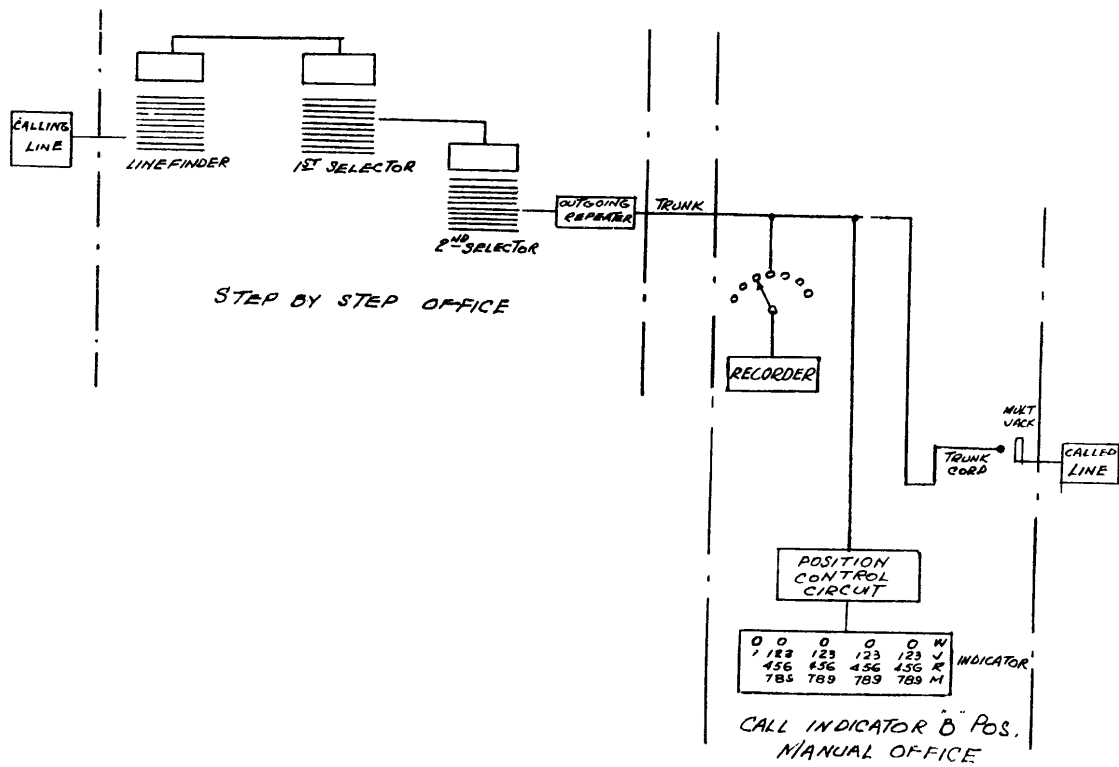 CALLING
LINE
LINEFINDER
1ST SELECTOR
2ND SELECTOR
OUTGOING
REPEATER
TRUNK
STEP BY STEP OFFICE
RECORDER
MULT
JACK
TRUNK
CORD
CALLED
LINE
POSITION
CONTROL
CIRCUIT
0 0 0 0 0 W
1 123 123 123 123 J
456 456 456 456 R
789 789 789 789 M
INDICATOR
CALL INDICATOR "B" POS.
MANUAL OFFICE